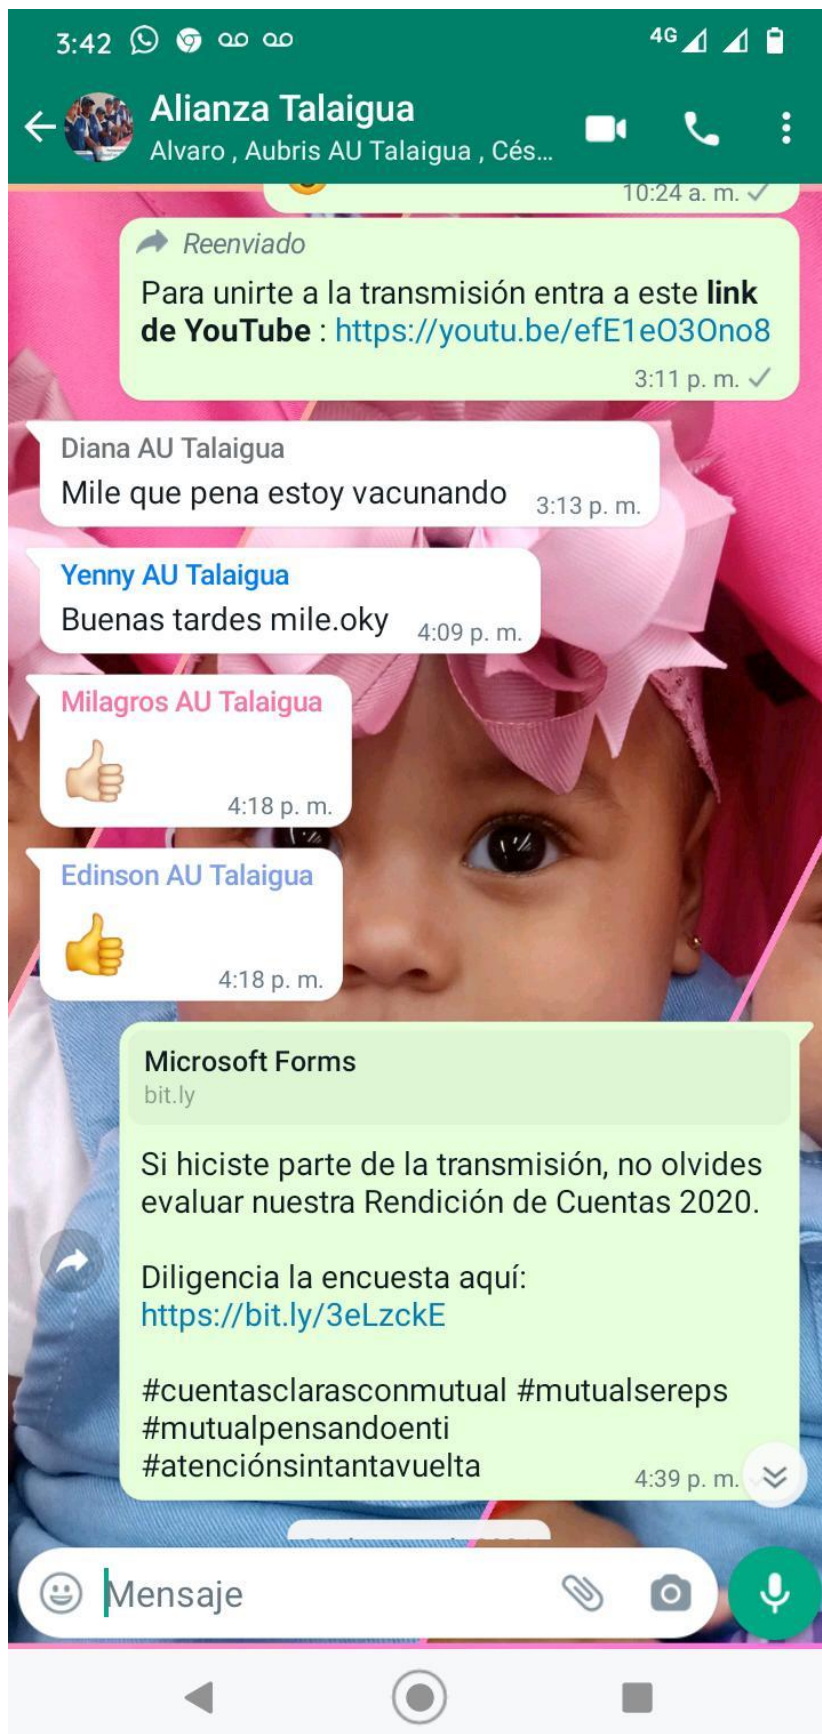 3:42
4G
Alianza Talaigua
Alvaro , Aubris AU Talaigua , Cés...
10:24 a. m.
Reenviado
Para unirte a la transmisión entra a este link
de YouTube : https://youtu.be/efE1eO3Ono8
3:11 p. m.
Diana AU Talaigua
Mile que pena estoy vacunando
3:13 p. m.
Yenny AU Talaigua
Buenas tardes mile.oky
4:09 p. m.
Milagros AU Talaigua
4:18 p. m.
Edinson AU Talaigua
4:18 p. m.
Microsoft Forms
bit.ly
Si hiciste parte de la transmisión, no olvides
evaluar nuestra Rendición de Cuentas 2020.
Diligencia la encuesta aquí:
https://bit.ly/3eLzckE
#cuentasclarasconmutual #mutualsereps
#mutualpensandoenti
#atenciónsintantavuelta
4:39 p. m.
Mensaje